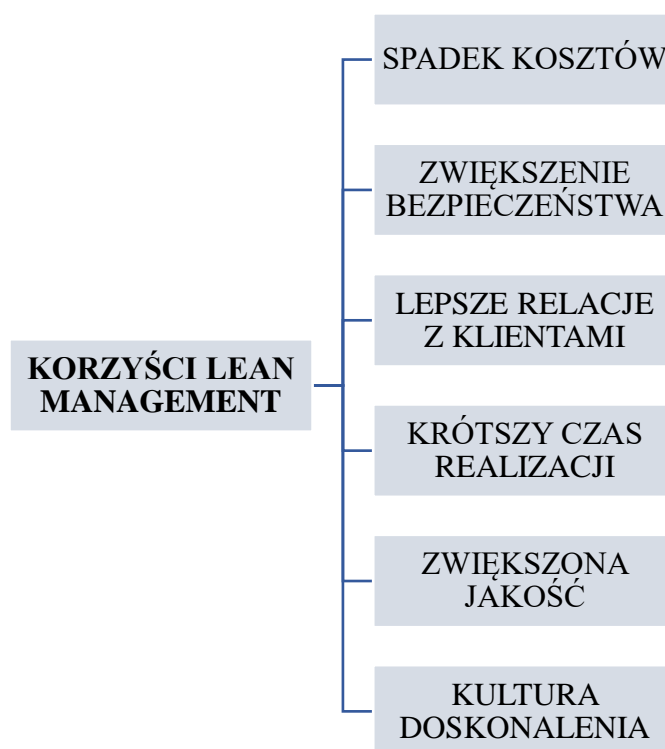 SPADEK KOSZTÓW
ZWIĘKSZENIE
BEZPIECZEŃSTWA
LEPSZE RELACJE
Z KLIENTAMI
KORZYŚCI LEAN
MANAGEMENT
KRÓTSZY CZAS
REALIZACJI
ZWIĘKSZONA
JAKOŚĆ
KULTURA
DOSKONALENIA